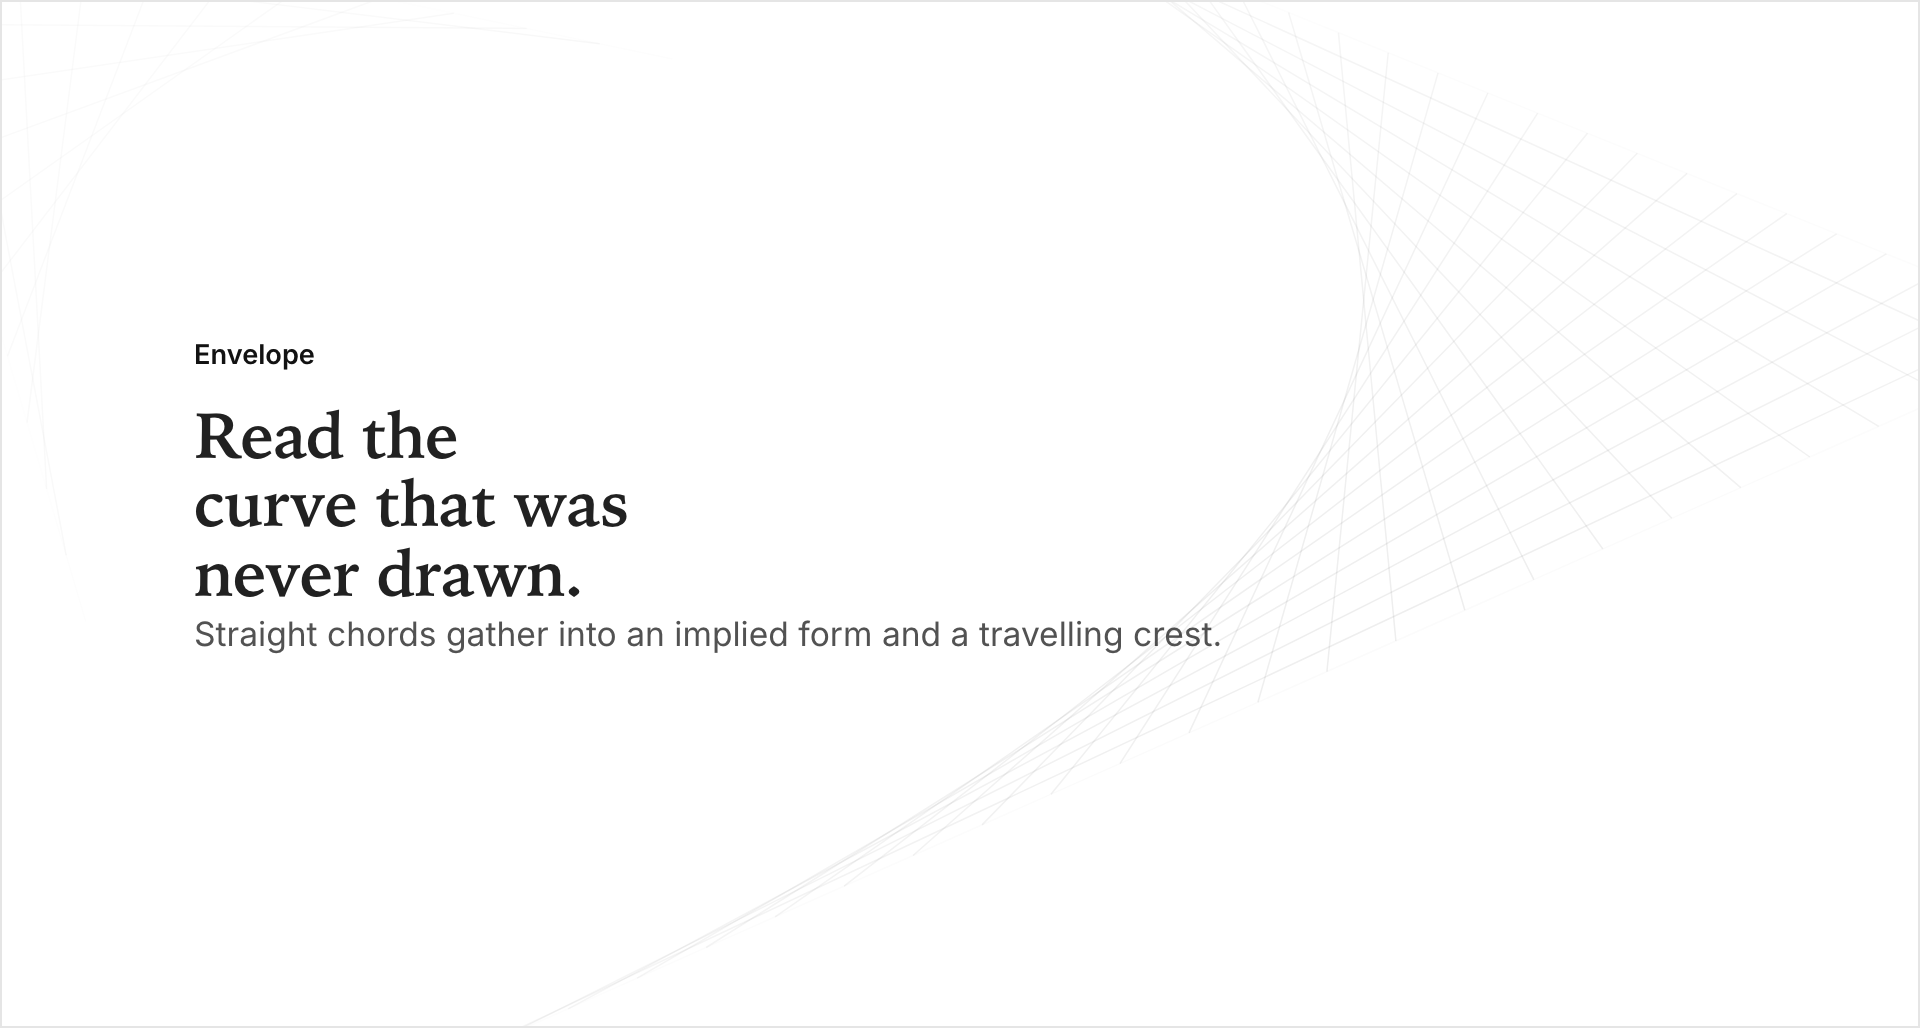 Envelope
Read the
curve that was
never drawn.
Straight chords gather into an implied form and a travelling crest.